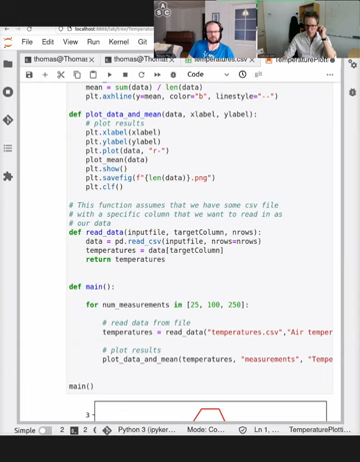 localhost:8888/lab/tree/Temperatur
A S
C
File Edit View Run Kernel Git
thomas@Thomas
thomas@Thomas
temperatures.csv
TemperaturePlotti
Code
git
mean = sum(data) / len(data)
plt.axhline(y=mean, color="b", linestyle="--")
def plot_data_and_mean(data, xlabel, ylabel):
# plot results
plt.xlabel(xlabel)
plt.ylabel(ylabel)
plt.plot(data, "r-")
plot_mean(data)
plt.show()
plt.savefig(f"{len(data)}.png")
plt.clf()
# This function assumes that we have some csv file
# with a specific column that we want to read in as
# our data
def read_data(inputfile, targetColumn, nrows):
data = pd.read_csv(inputfile, nrows=nrows)
temperatures = data[targetColumn]
return temperatures
def main():
for num_measurements in [25, 100, 250]:
# read data from file
temperatures = read_data("temperatures.csv","Air temper
# plot results
plot_data_and_mean(temperatures, "measurements", "Tempe
main()
3
Simple 2 2 Python 3 (ipyker... Mode: Co... Ln 1, ... TemperaturePlotti...